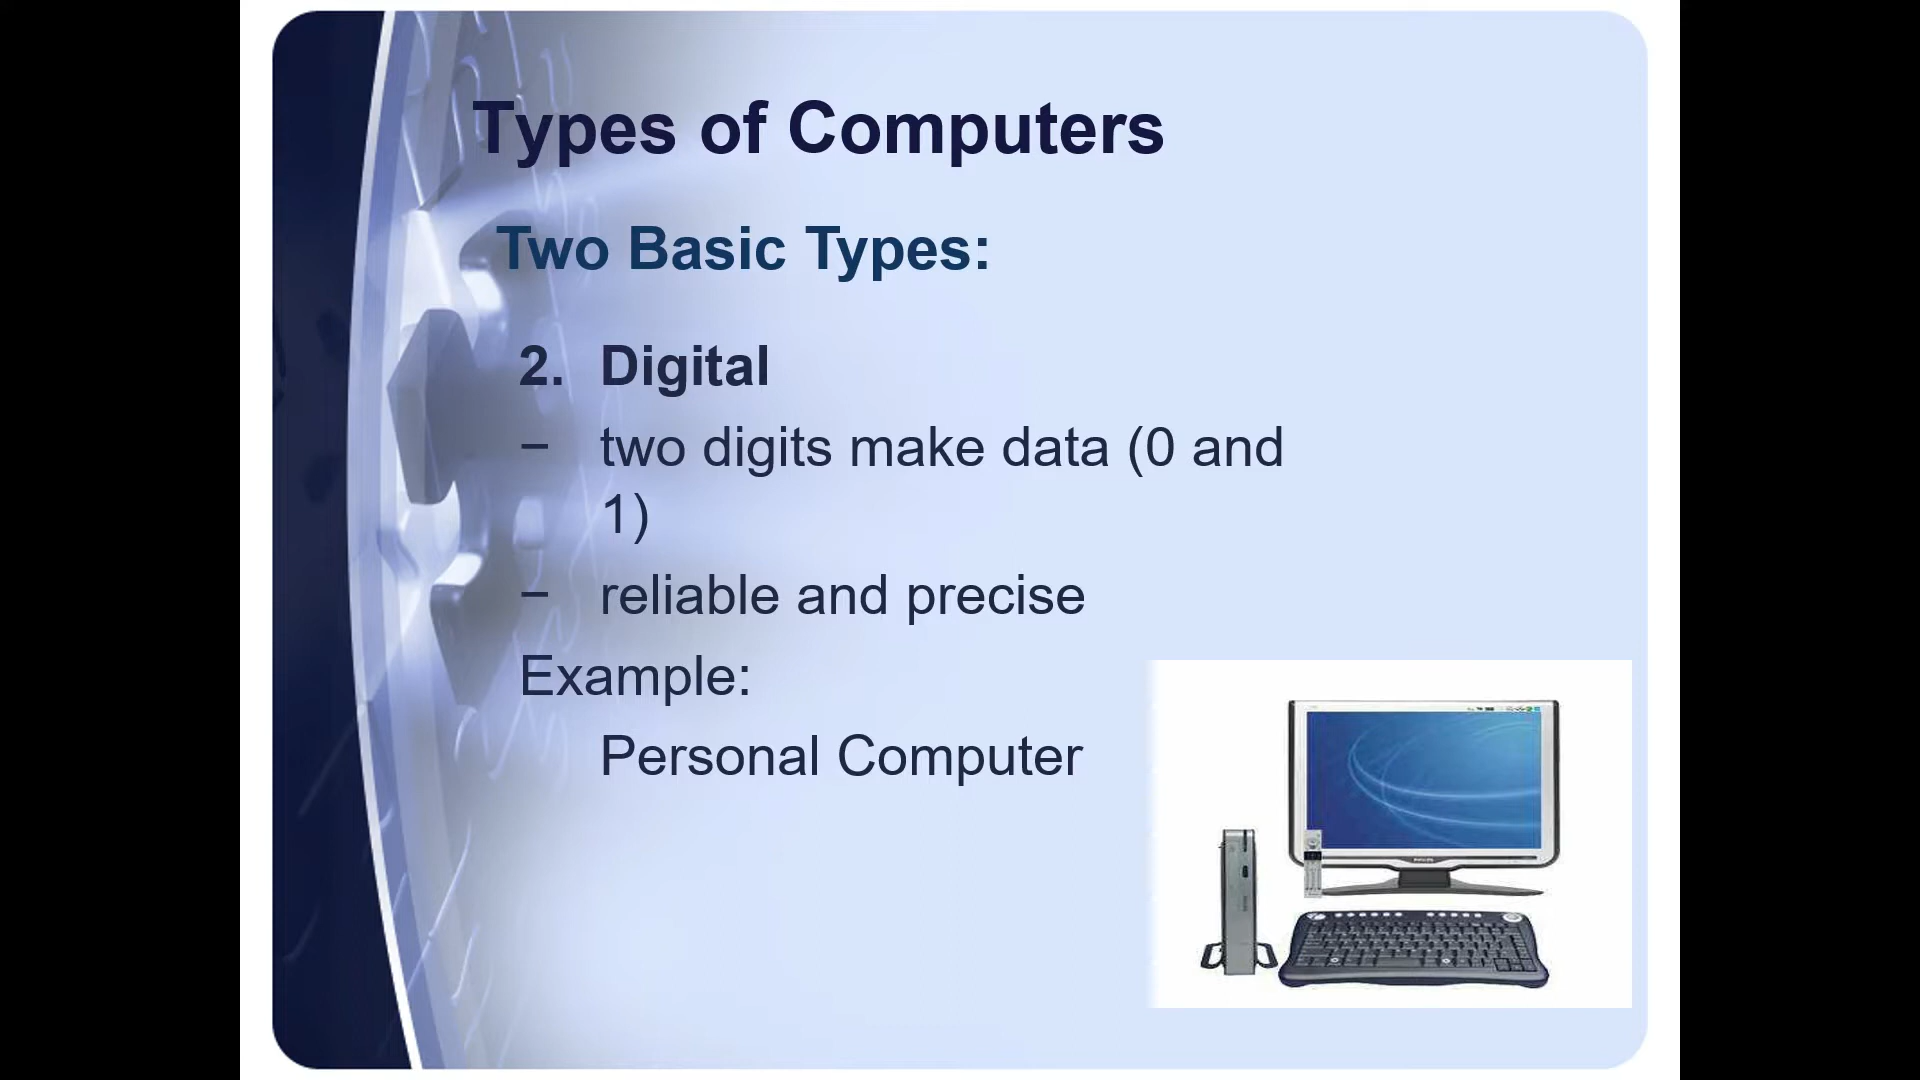 Types of Computers
Two Basic Types:
2. Digital
– two digits make data (0 and
1)
– reliable and precise
Example:
Personal Computer